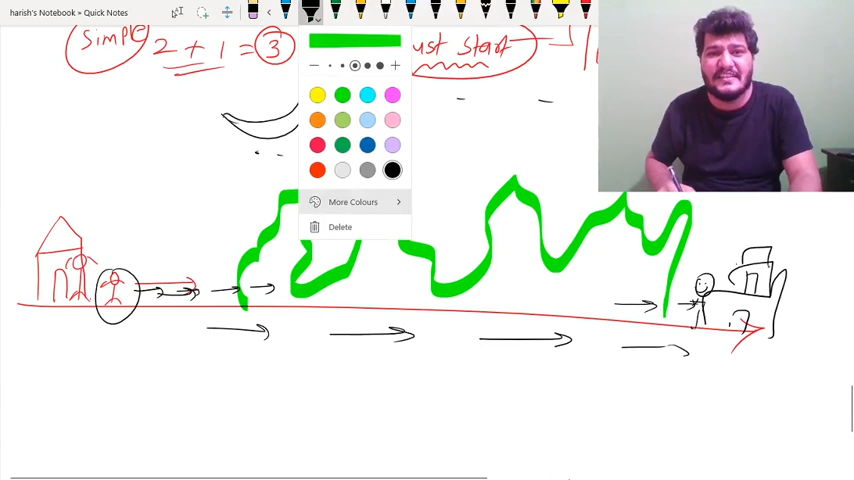 harish's Notebook > Quick Notes
Simple
2 + 1 = 3
ust start
More Colours
Delete